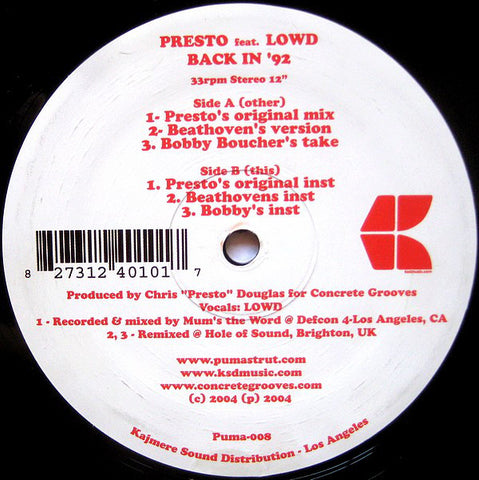 PRESTO feat. LOWD
BACK IN '92
33rpm Stereo 12"
Side A (other)
1- Presto's original mix
2- Beathoven's version
3. Bobby Boucher's take
Side B (this)
1. Presto's original inst
2. Beathovens inst
3. Bobby's inst
ksdmusic.com
8 27312 40101 7
Produced by Chris "Presto" Douglas for Concrete Grooves
Vocals: LOWD
1 - Recorded & mixed by Mum's the Word @ Defcon 4-Los Angeles, CA
2, 3 - Remixed @ Hole of Sound, Brighton, UK
www.pumastrut.com
www.ksdmusic.com
www.concretegrooves.com
(c) 2004 (p) 2004
Puma-008
Kajmere Sound Distribution - Los Angeles